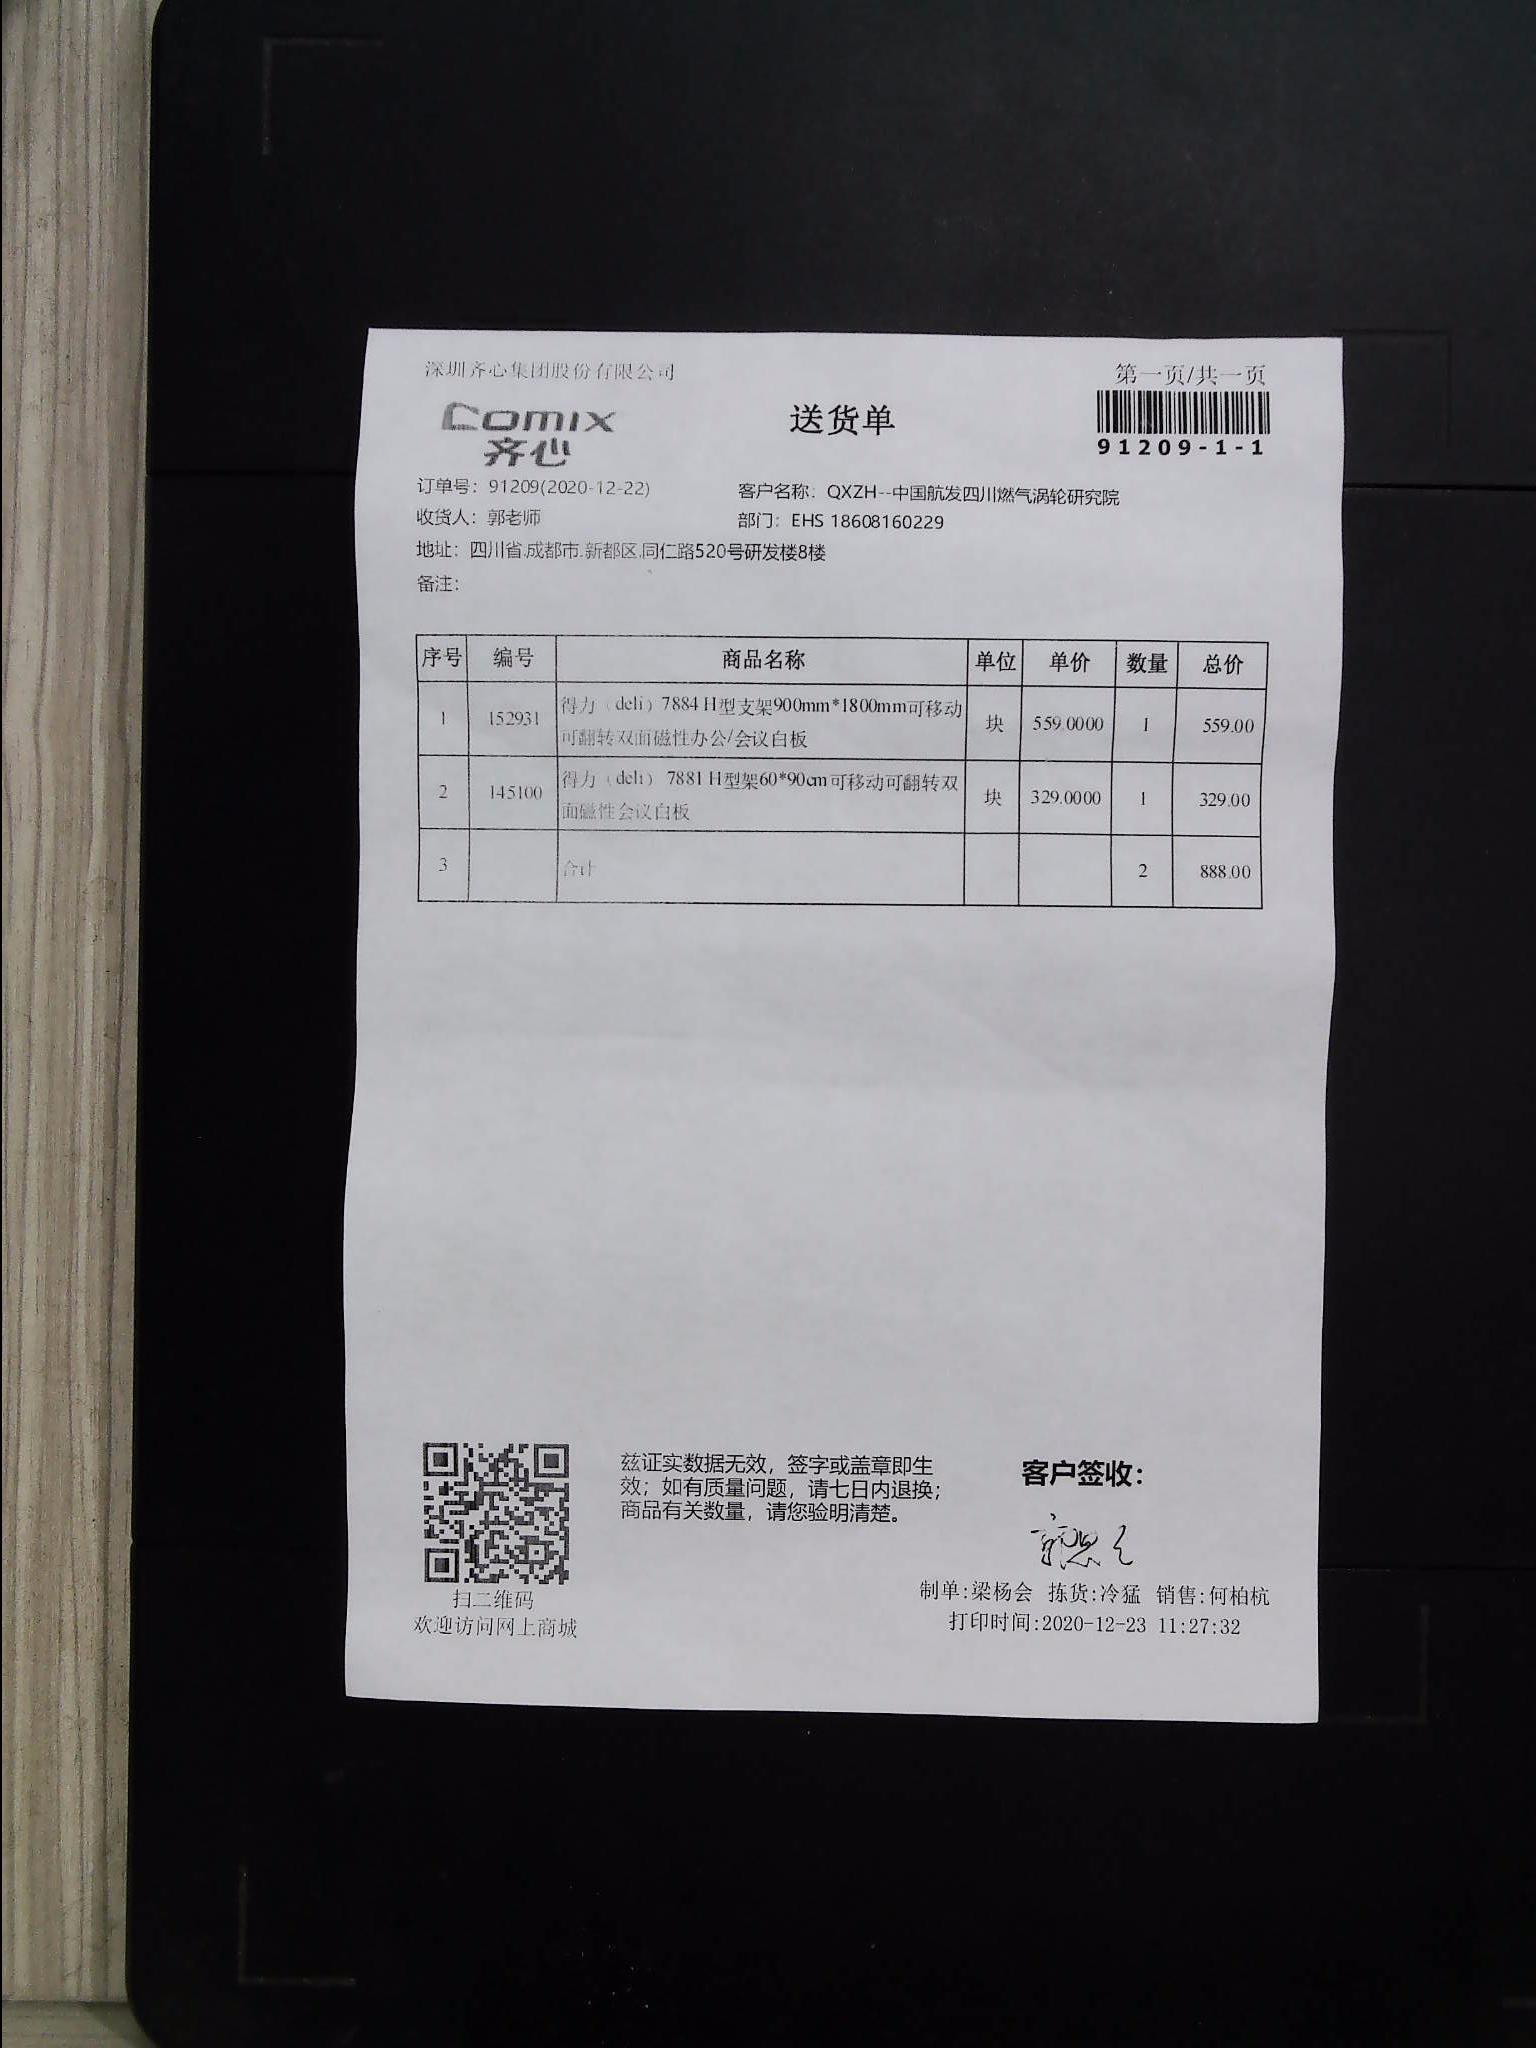 深圳齐心集团股份有限公司
第一页/共一页
comix
齐心
送货单
91209-1-1
订单号：91209(2020-12-22)
客户名称：QXZH--中国航发四川燃气涡轮研究院
收货人：郭老师
部门：EHS 18608160229
地址：四川省.成都市.新都区.同仁路520号研发楼8楼
备注：
序号 编号 商品名称 单位 单价 数量 总价
1 152931 得力（deli）7884 H型支架900mm*1800mm可移动
可翻转双面磁性办公/会议白板 块 559.0000 1 559.00
2 145100 得力（deli） 7881 H型架60*90cm可移动可翻转双
面磁性会议白板 块 329.0000 1 329.00
3 合计 2 888.00
兹证实数据无效，签字或盖章即生
效；如有质量问题，请七日内退换；
商品有关数量，请您验明清楚。
客户签收：
扫二维码
欢迎访问网上商城
制单:梁杨会 拣货:冷猛 销售:何柏杭
打印时间:2020-12-23 11:27:32